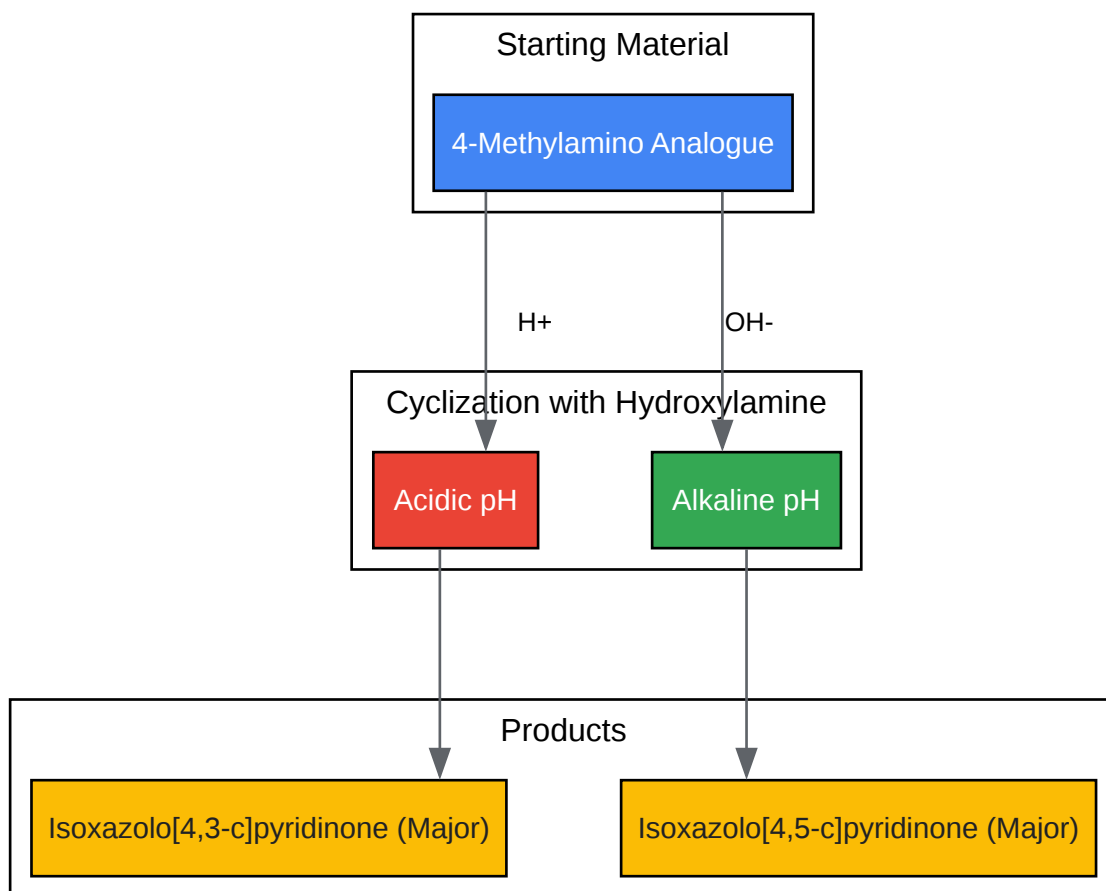 Starting Material
4-Methylamino Analogue
H+
OH-
Cyclization with Hydroxylamine
Acidic pH
Alkaline pH
Products
Isoxazolo[4,3-c]pyridinone (Major)
Isoxazolo[4,5-c]pyridinone (Major)